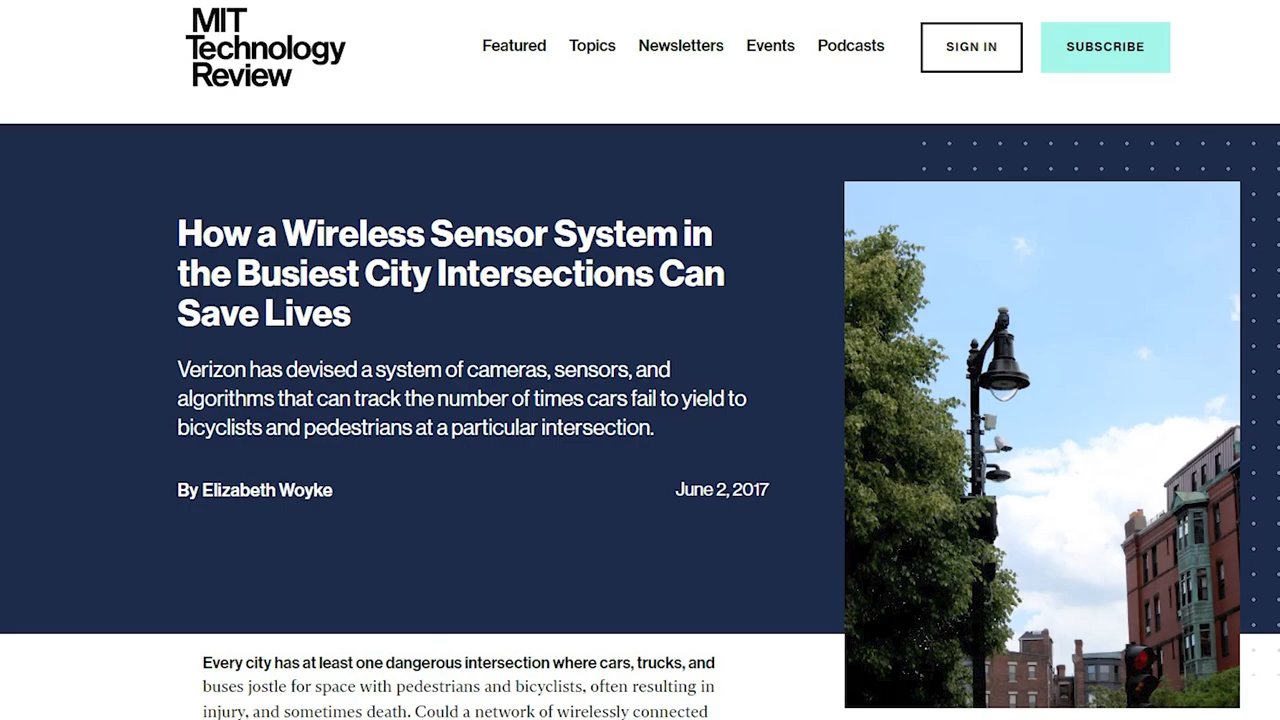 MIT
Technology
Review
Featured Topics Newsletters Events Podcasts SIGN IN SUBSCRIBE
How a Wireless Sensor System in
the Busiest City Intersections Can
Save Lives
Verizon has devised a system of cameras, sensors, and
algorithms that can track the number of times cars fail to yield to
bicyclists and pedestrians at a particular intersection.
By Elizabeth Woyke June 2, 2017
Every city has at least one dangerous intersection where cars, trucks, and
buses jostle for space with pedestrians and bicyclists, often resulting in
injury, and sometimes death. Could a network of wirelessly connected